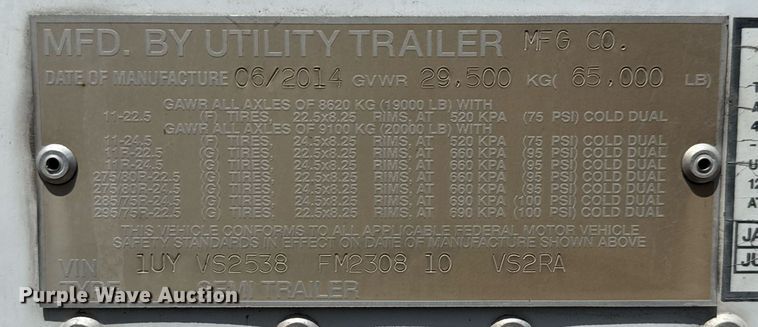 MFD. BY UTILITY TRAILER MFG CO.
DATE OF MANUFACTURE 06/2014 GVWR 29,500 KG( 65,000 LB)
GAWR ALL AXLES OF 8620 KG (19000 LB) WITH
11-22.5 (F) TIRES, 22.5x8.25 RIMS, AT 520 KPA (75 PSI) COLD DUAL
GAWR ALL AXLES OF 9100 KG (20000 LB) WITH
11-24.5 (F) TIRES, 24.5x8.25 RIMS, AT 520 KPA (75 PSI) COLD DUAL
11 R-22.5 (G) TIRES, 22.5x8.25 RIMS, AT 660 KPA (95 PSI) COLD DUAL
11R-24.5 (G) TIRES, 24.5x8.25 RIMS, AT 660 KPA (95 PSI) COLD DUAL
275/80R-22.5 (G) TIRES, 22.5x8.25 RIMS, AT 660 KPA (95 PSI) COLD DUAL
275/80R-24.5 (G) TIRES, 24.5x8.25 RIMS, AT 660 KPA (95 PSI) COLD DUAL
285/75R-24.5 (G) TIRES, 24.5x8.25 RIMS, AT 690 KPA (100 PSI) COLD DUAL
295/75R-22.5 (G) TIRES, 22.5x8.25 RIMS, AT 690 KPA (100 PSI) COLD DUAL
THIS VEHICLE CONFORMS TO ALL APPLICABLE FEDERAL MOTOR VEHICLE
SAFETY STANDARDS IN EFFECT ON DATE OF MANUFACTURE SHOWN ABOVE
VIN 1UY VS2538 FM2308 10 VS2RA
TYPE SEMI TRAILER
Purple Wave Auction